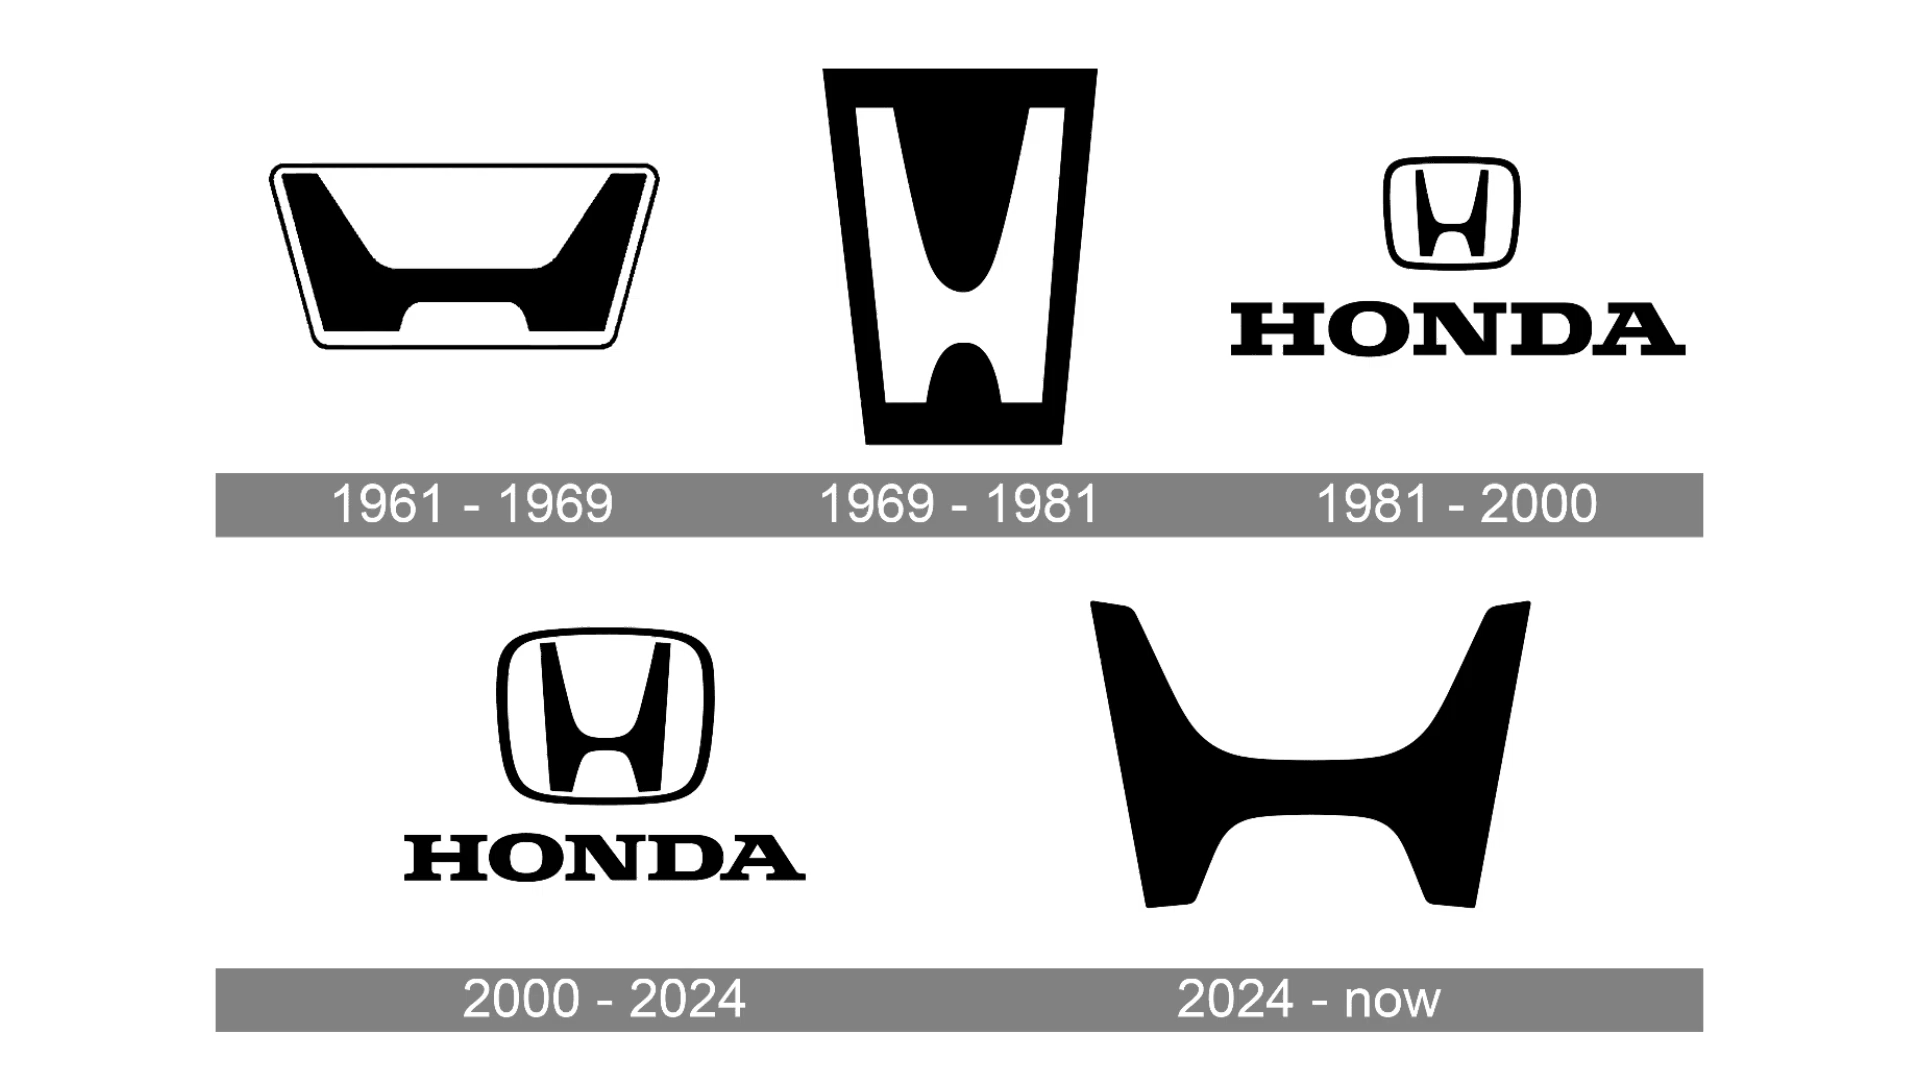 HONDA
1961 - 1969 1969 - 1981 1981 - 2000
HONDA
2000 - 2024 2024 - now